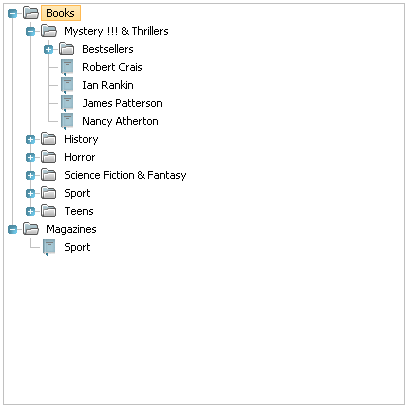 Books
Mystery !!! & Thrillers
Bestsellers
Robert Crais
Ian Rankin
James Patterson
Nancy Atherton
History
Horror
Science Fiction & Fantasy
Sport
Teens
Magazines
Sport